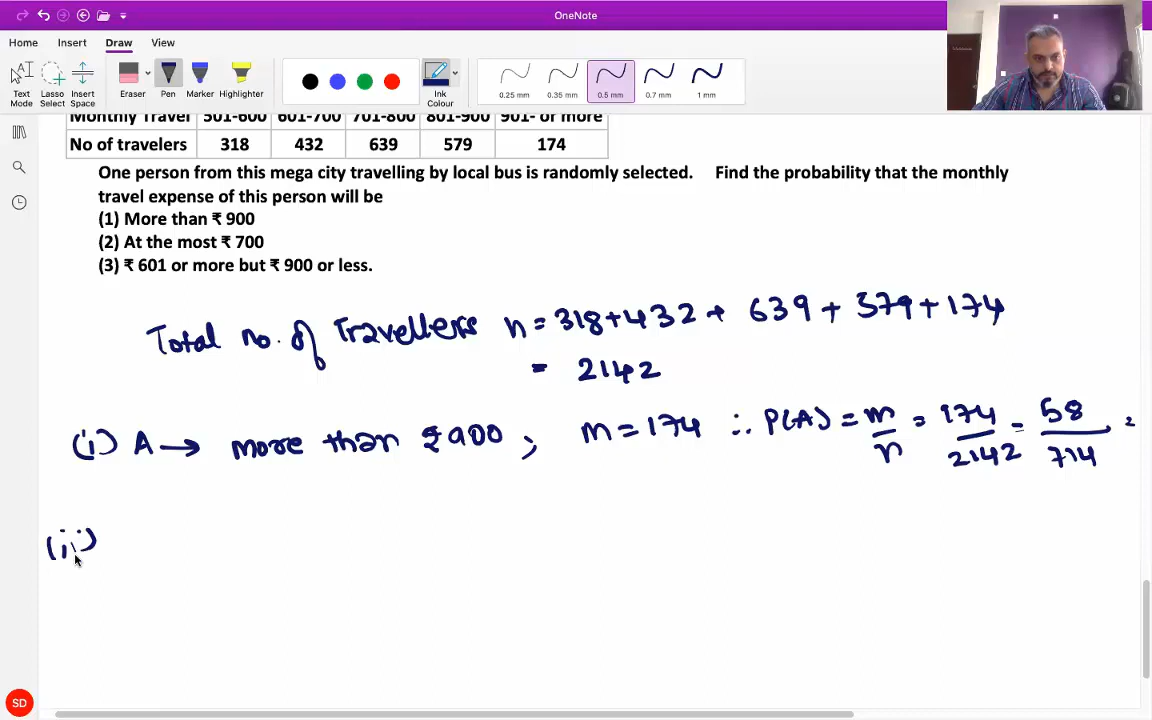 OneNote
Home Insert Draw View
Text Mode
Lasso Select
Insert Space
Eraser
Pen
Marker
Highlighter
Ink Colour
0.25 mm
0.35 mm
0.5 mm
0.7 mm
1 mm
Monthly Travel 501-600 601-700 701-800 801-900 901- or more
No of travelers 318 432 639 579 174
One person from this mega city travelling by local bus is randomly selected. Find the probability that the monthly
travel expense of this person will be
(1) More than ₹ 900
(2) At the most ₹ 700
(3) ₹ 601 or more but ₹ 900 or less.
Total no. of Travellers n = 318+432 + 639 + 579 + 174
= 2142
(i) A → more than ₹ 900 ; m = 174 ∴ P(A) = m/n = 174/2142 = 58/714 =
(ii)
SD